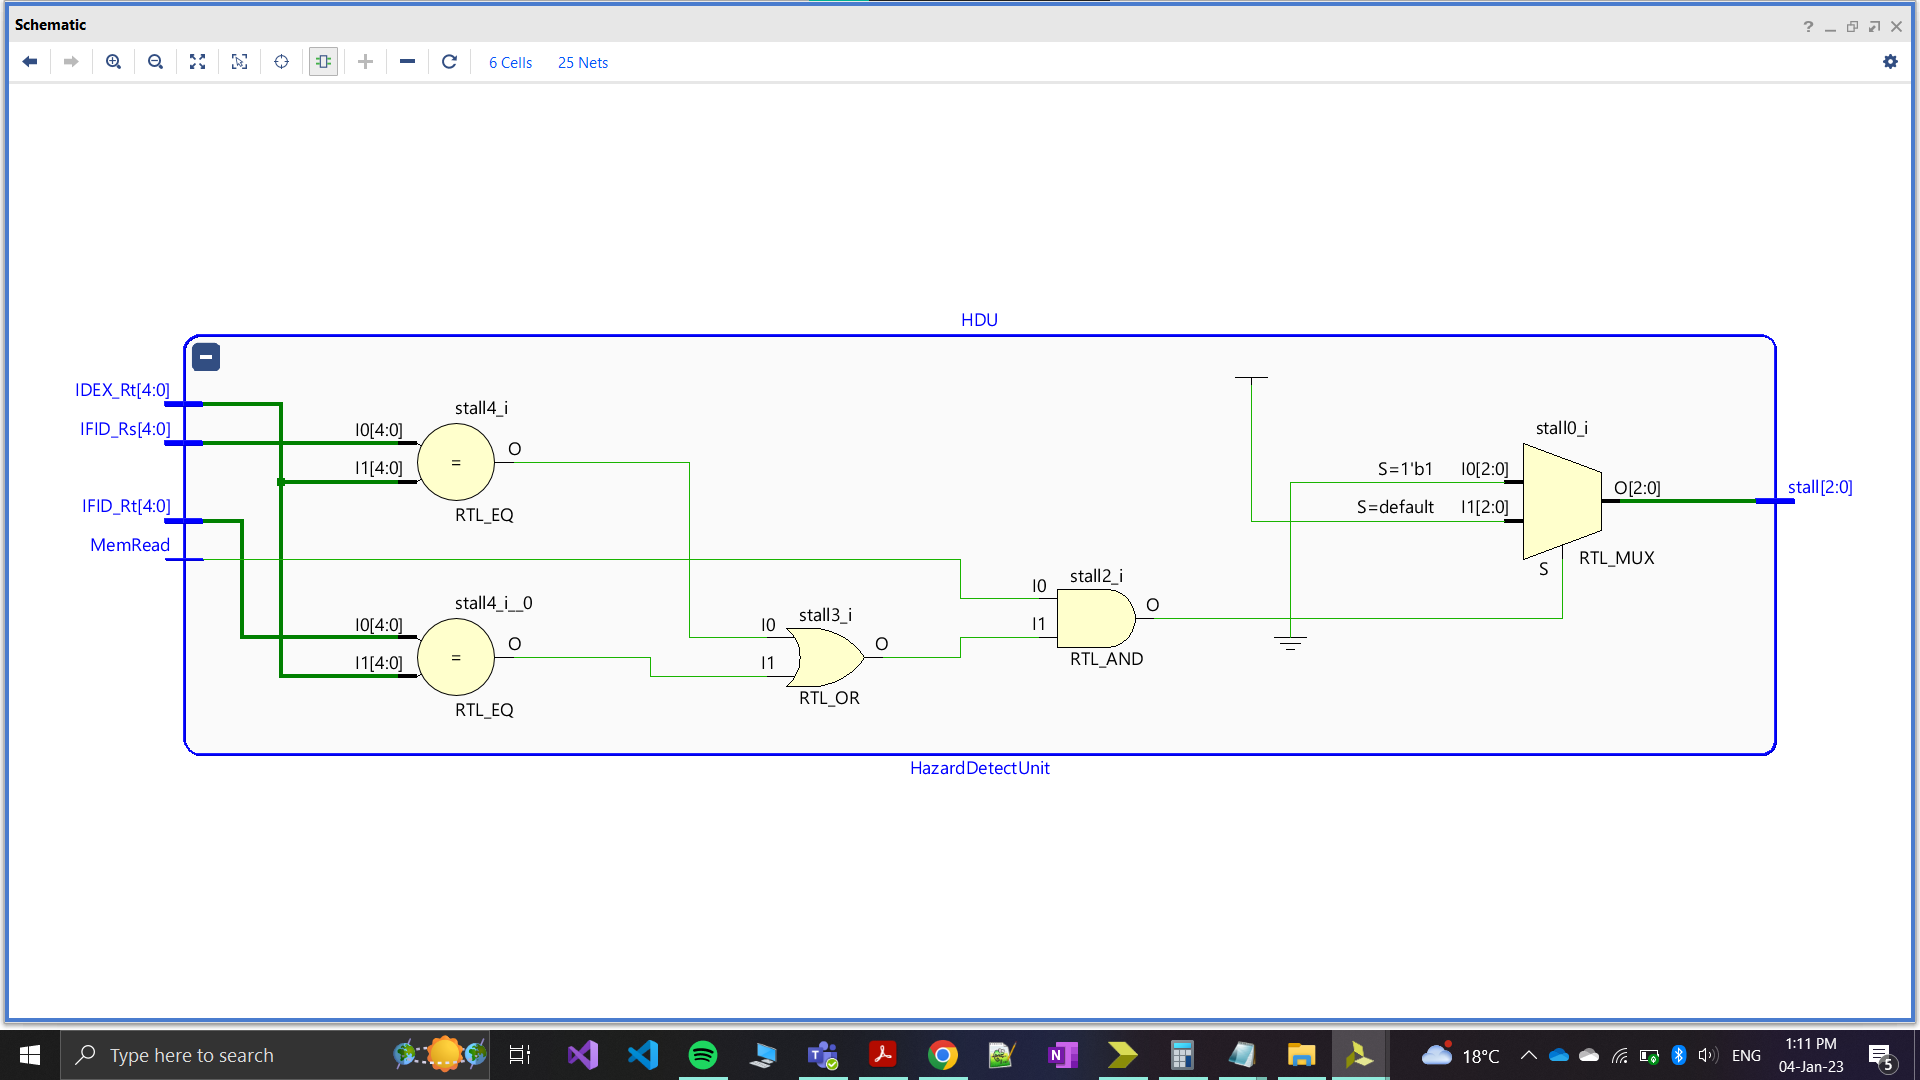 Schematic
6 Cells 25 Nets
HDU
IDEX_Rt[4:0]
IFID_Rs[4:0]
IFID_Rt[4:0]
MemRead
stall4_i
I0[4:0]
I1[4:0]
=
O
RTL_EQ
stall4_i__0
I0[4:0]
I1[4:0]
=
O
RTL_EQ
stall3_i
I0
I1
O
RTL_OR
stall2_i
I0
I1
O
RTL_AND
stall0_i
S=1'b1 I0[2:0]
S=default I1[2:0]
O[2:0]
S
RTL_MUX
stall[2:0]
HazardDetectUnit
Type here to search
18°C
ENG
1:11 PM
04-Jan-23
5